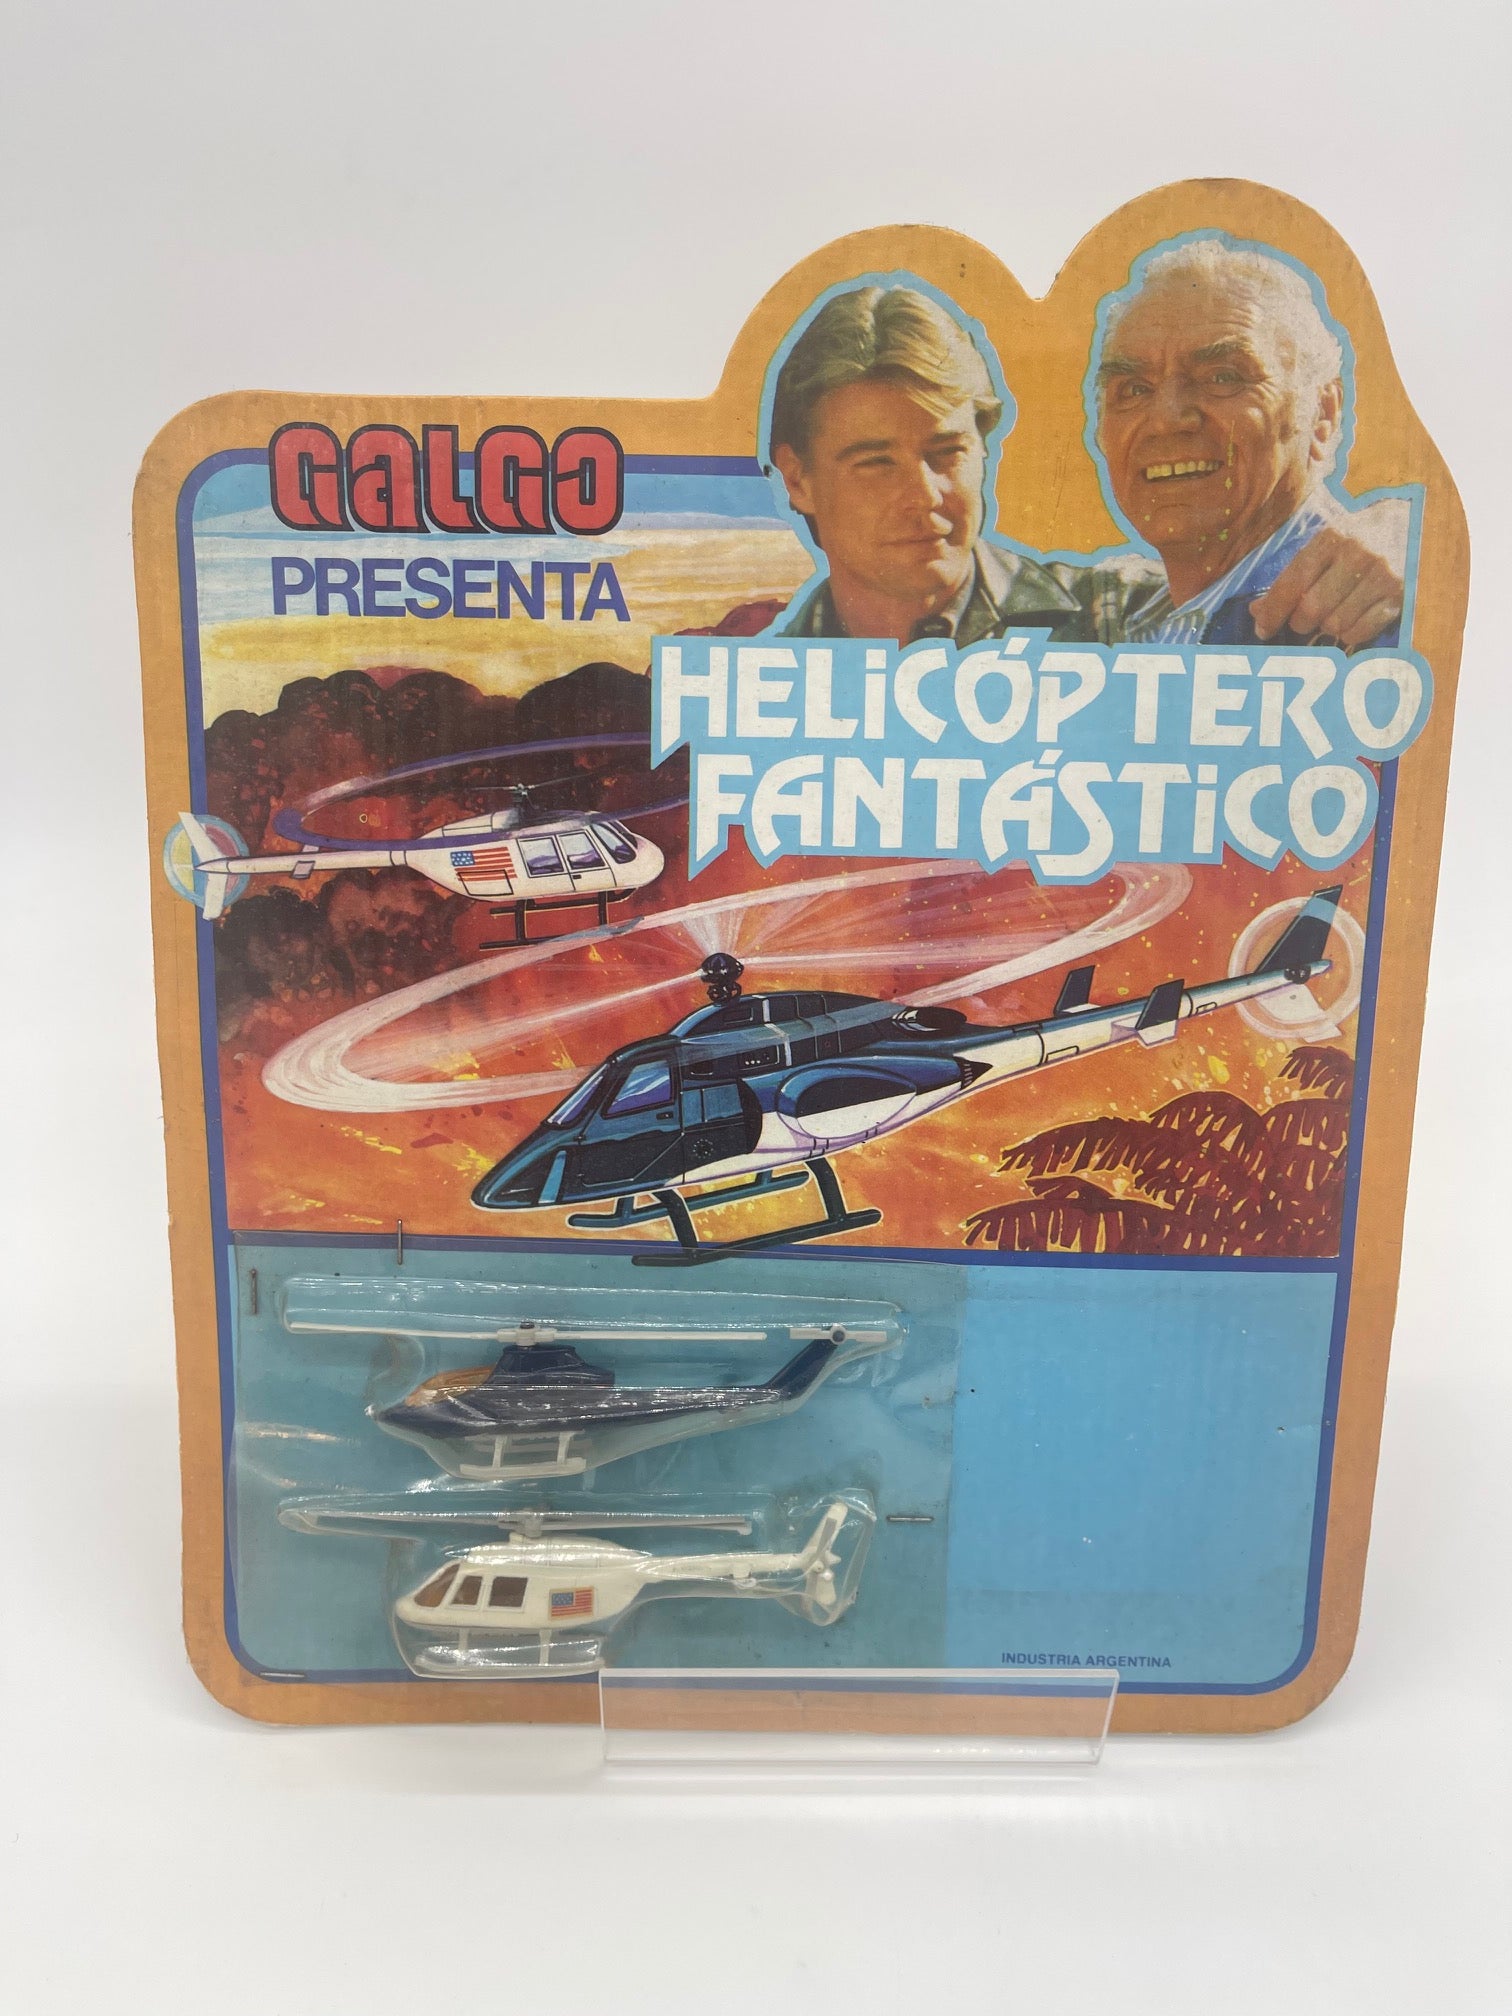 GALGO
PRESENTA
HELiCÓPTERO
FANTÁSTiCO
INDUSTRIA ARGENTINA